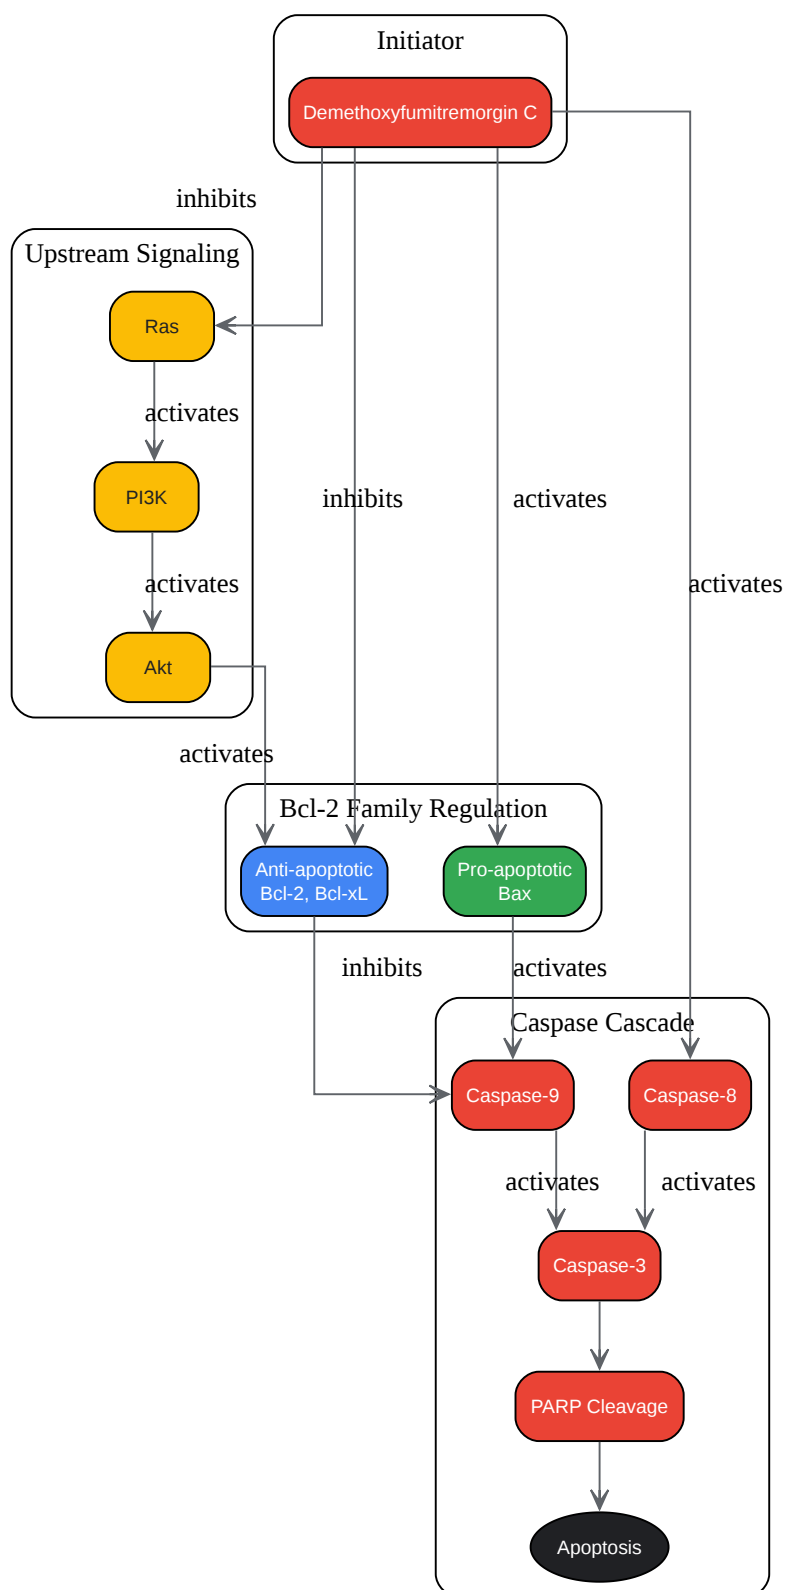 Initiator
Demethoxyfumitremorgin C
inhibits
Upstream Signaling
Ras
activates
PI3K
inhibits
activates
activates
activates
Akt
activates
Bcl-2 Family Regulation
Anti-apoptotic
Bcl-2, Bcl-xL
Pro-apoptotic
Bax
inhibits
activates
Caspase Cascade
Caspase-9
Caspase-8
activates
activates
Caspase-3
PARP Cleavage
Apoptosis